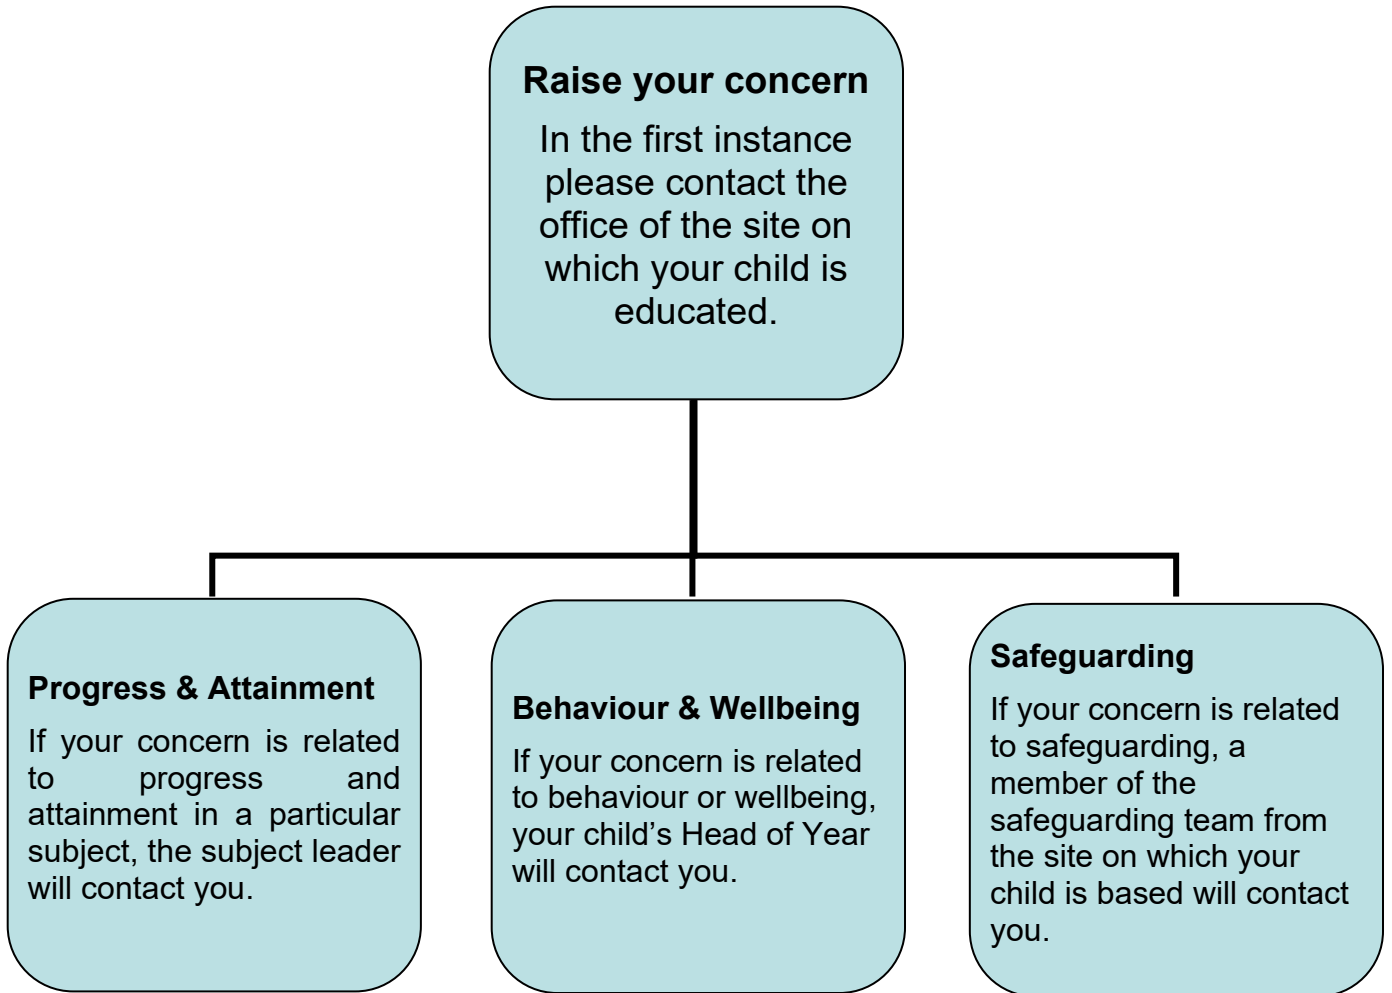 Raise your concern
In the first instance
please contact the
office of the site on
which your child is
educated.
Progress & Attainment
If your concern is related
to progress and
attainment in a particular
subject, the subject leader
will contact you.
Behaviour & Wellbeing
If your concern is related
to behaviour or wellbeing,
your child’s Head of Year
will contact you.
Safeguarding
If your concern is related
to safeguarding, a
member of the
safeguarding team from
the site on which your
child is based will contact
you.